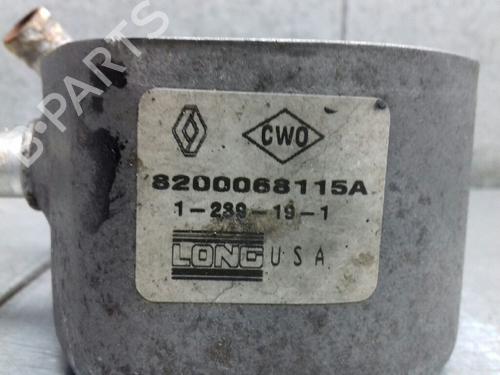 CWO
8200068115A
1-239-19-1
LONG USA
B-PARTS